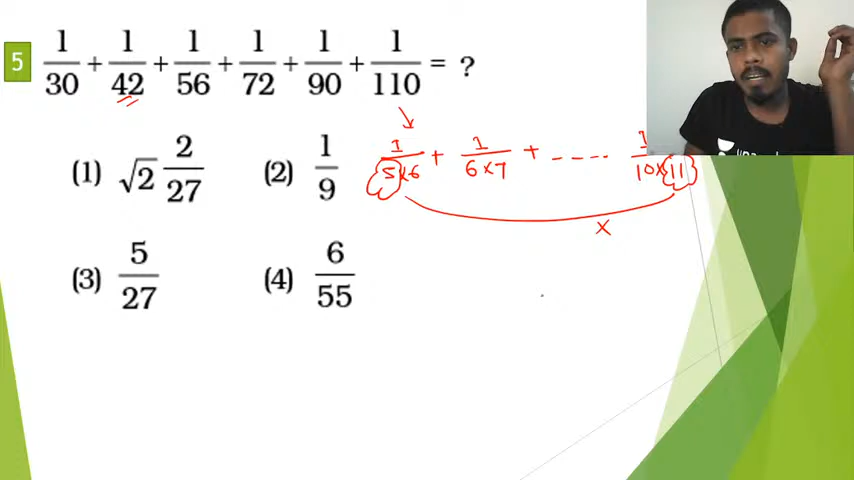 5 1/30 + 1/42 + 1/56 + 1/72 + 1/90 + 1/110 = ?
1/5×6 + 1/6×7 + ---- 1/10×11
(1) √2 2/27 (2) 1/9
x
(3) 5/27 (4) 6/55